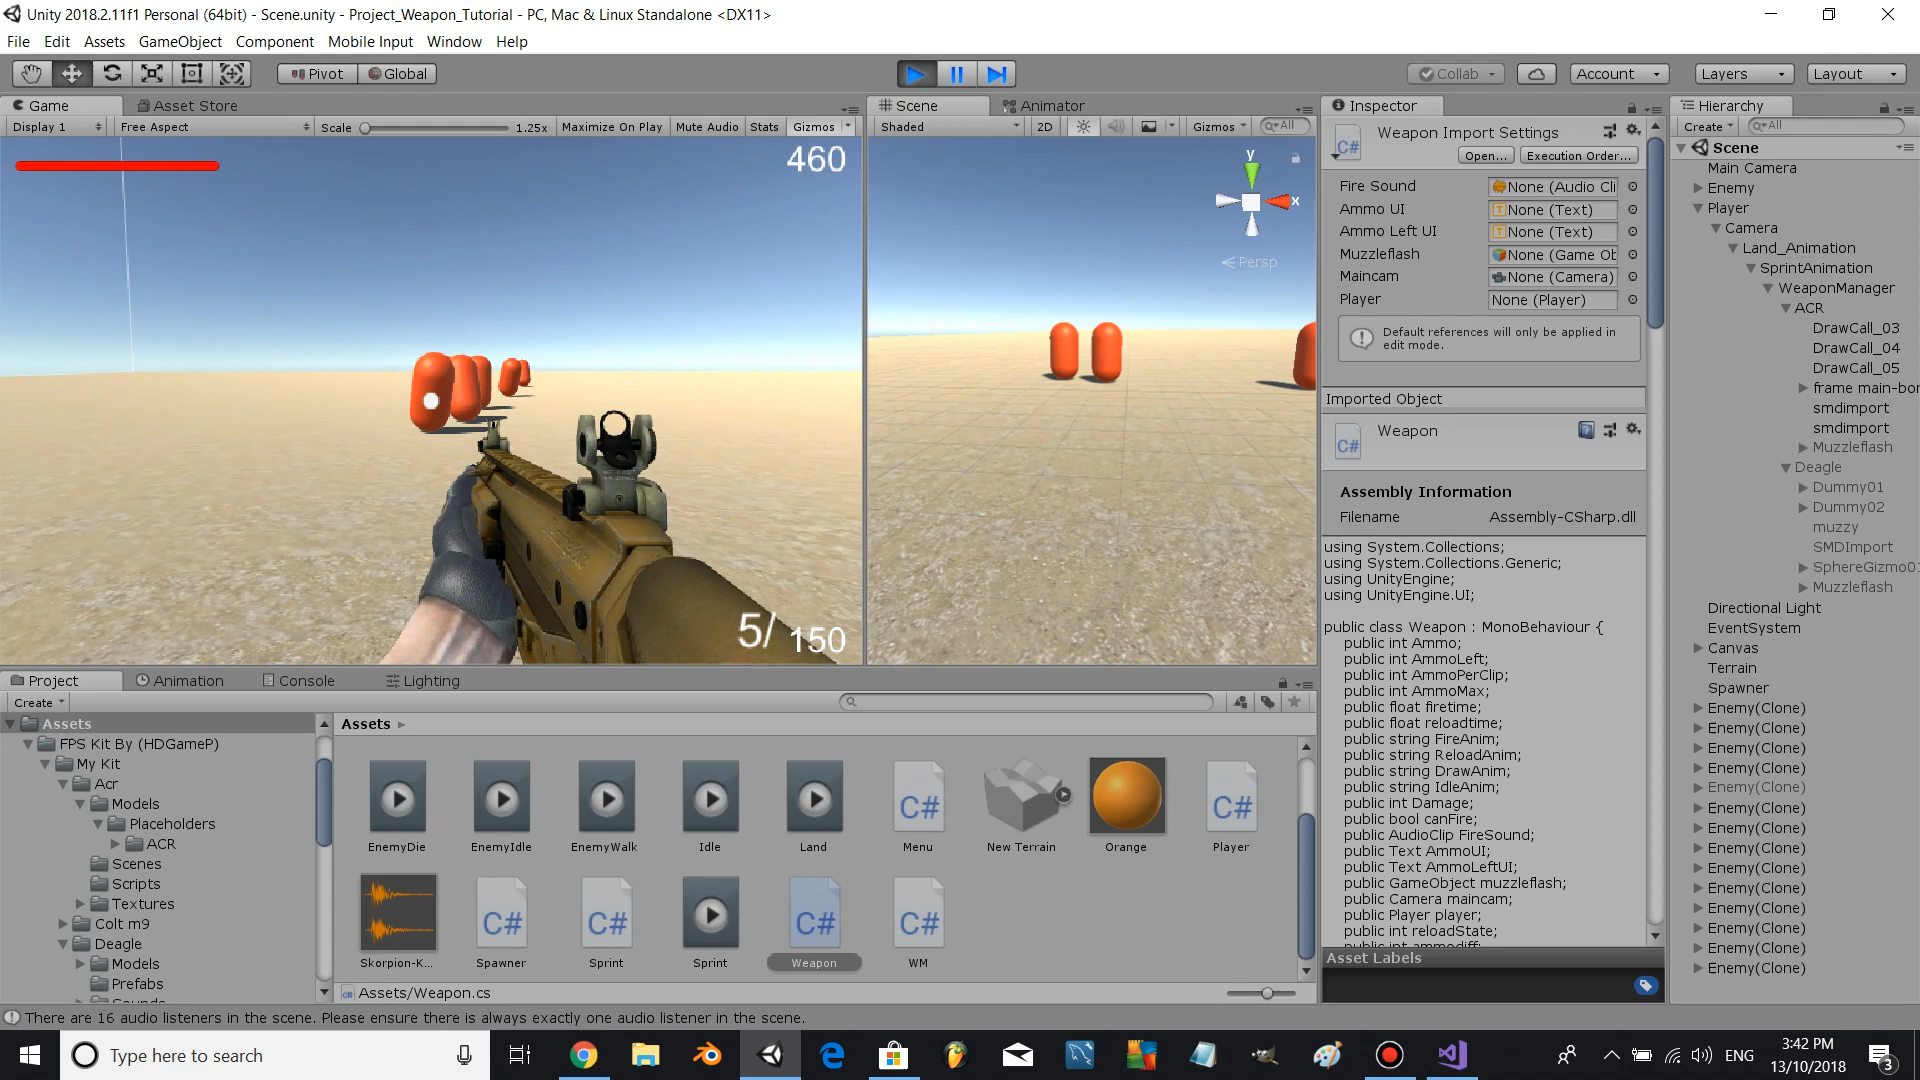 Unity 2018.2.11f1 Personal (64bit) - Scene.unity - Project_Weapon_Tutorial - PC, Mac & Linux Standalone <DX11>
File Edit Assets GameObject Component Mobile Input Window Help
Pivot Global Collab Account Layers Layout
Game Asset Store
Display 1 Free Aspect Scale 1.25x Maximize On Play Mute Audio Stats Gizmos
460
5/ 150
Scene Animator
Shaded 2D Gizmos All
y
x
Persp
Inspector
C# Weapon Import Settings
Open... Execution Order...
Fire Sound None (Audio Cli
Ammo UI None (Text)
Ammo Left UI None (Text)
Muzzleflash None (Game Ob
Maincam None (Camera)
Player None (Player)
Default references will only be applied in
edit mode.
Imported Object
C# Weapon
Assembly Information
Filename Assembly-CSharp.dll
using System.Collections;
using System.Collections.Generic;
using UnityEngine;
using UnityEngine.UI;
public class Weapon : MonoBehaviour {
public int Ammo;
public int AmmoLeft;
public int AmmoPerClip;
public int AmmoMax;
public float firetime;
public float reloadtime;
public string FireAnim;
public string ReloadAnim;
public string DrawAnim;
public string IdleAnim;
public int Damage;
public bool canFire;
public AudioClip FireSound;
public Text AmmoUI;
public Text AmmoLeftUI;
public GameObject muzzleflash;
public Camera maincam;
public Player player;
public int reloadState;
public int ammodiff;
Asset Labels
Hierarchy
Create All
Scene
Main Camera
Enemy
Player
Camera
Land_Animation
SprintAnimation
WeaponManager
ACR
DrawCall_03
DrawCall_04
DrawCall_05
frame main-bon
smdimport
smdimport
Muzzleflash
Deagle
Dummy01
Dummy02
muzzy
SMDImport
SphereGizmo01
Muzzleflash
Directional Light
EventSystem
Canvas
Terrain
Spawner
Enemy(Clone)
Enemy(Clone)
Enemy(Clone)
Enemy(Clone)
Enemy(Clone)
Enemy(Clone)
Enemy(Clone)
Enemy(Clone)
Enemy(Clone)
Enemy(Clone)
Enemy(Clone)
Enemy(Clone)
Enemy(Clone)
Enemy(Clone)
Project Animation Console Lighting
Create
Assets
FPS Kit By (HDGameP)
My Kit
Acr
Models
Placeholders
ACR
Scenes
Scripts
Textures
Colt m9
Deagle
Models
Prefabs
Sounds
Assets
C# C#
EnemyDie EnemyIdle EnemyWalk Idle Land Menu New Terrain Orange Player
C# C# C# C#
Skorpion-K... Spawner Sprint Sprint Weapon WM
Assets/Weapon.cs
There are 16 audio listeners in the scene. Please ensure there is always exactly one audio listener in the scene.
Type here to search
ENG
3:42 PM
13/10/2018
3